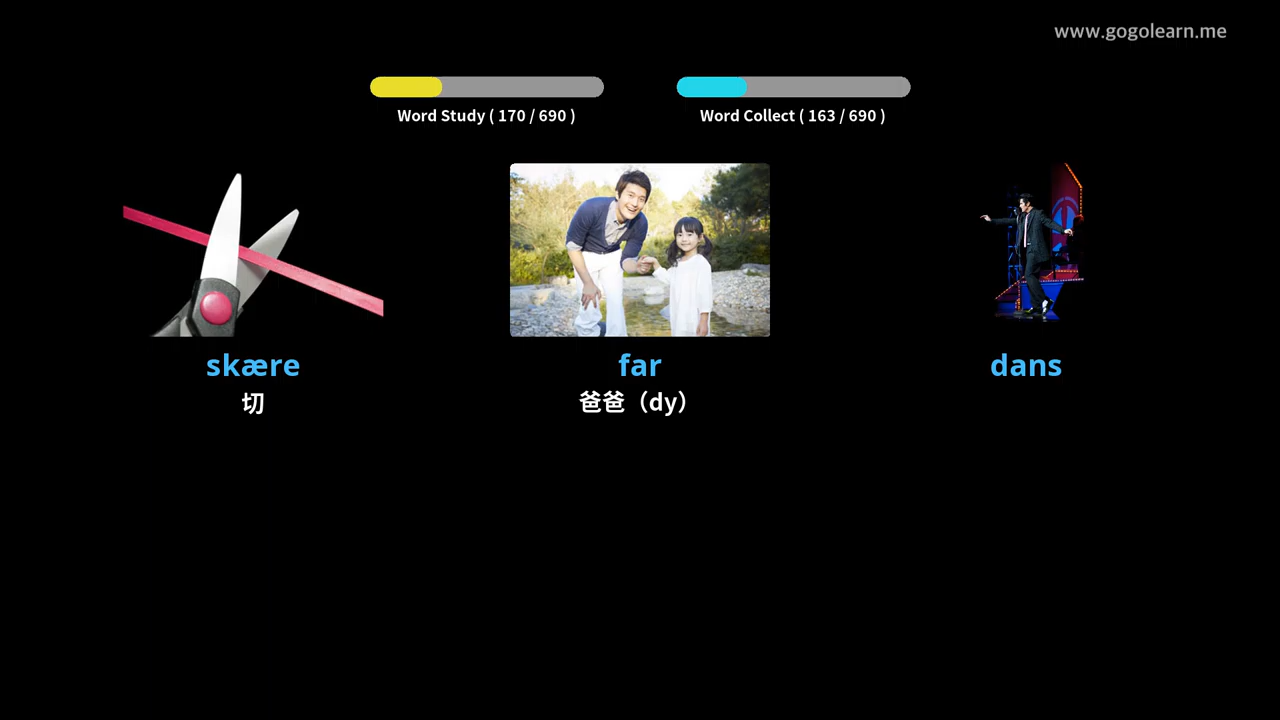 www.gogolearn.me
Word Study ( 170 / 690 )
Word Collect ( 163 / 690 )
skære
far
dans
切
爸爸（dy）